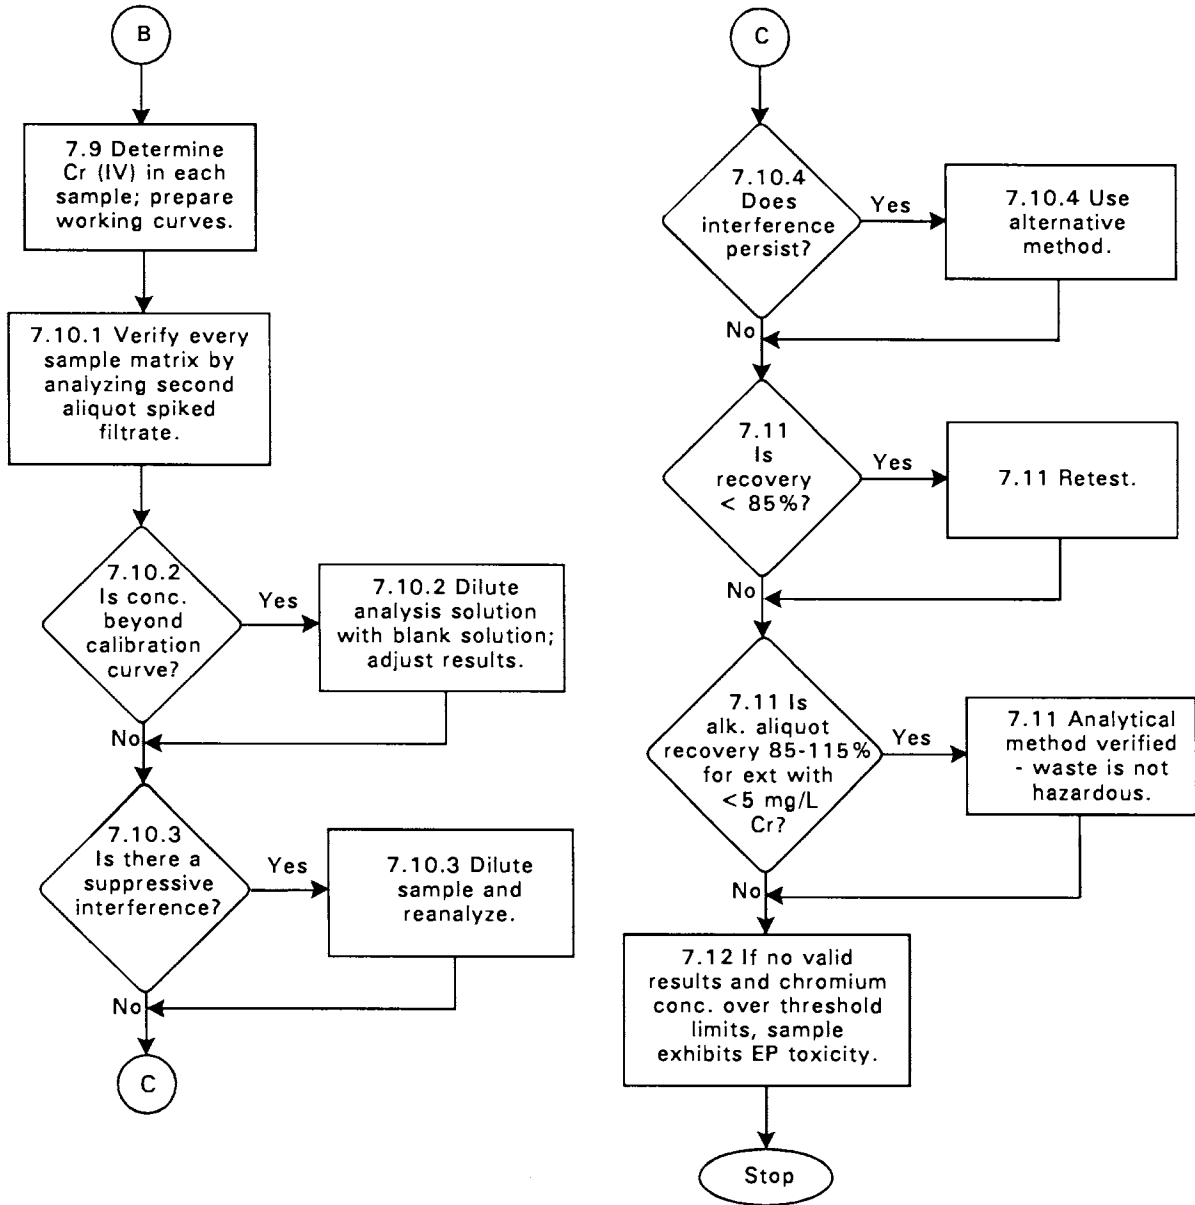 B
7.9 Determine
Cr (IV) in each
sample; prepare
working curves.
7.10.1 Verify every
sample matrix by
analyzing second
aliquot spiked
filtrate.
7.10.2
Is conc.
beyond
calibration
curve?
Yes
7.10.2 Dilute
analysis solution
with blank solution;
adjust results.
No
7.10.3
Is there a
suppressive
interference?
Yes
7.10.3 Dilute
sample and
reanalyze.
No
C
C
7.10.4
Does
interference
persist?
Yes
7.10.4 Use
alternative
method.
No
7.11
Is
recovery
< 85%?
Yes
7.11 Retest.
No
7.11 Is
alk. aliquot
recovery 85-115%
for ext with
<5 mg/L
Cr?
Yes
7.11 Analytical
method verified
- waste is not
hazardous.
No
7.12 If no valid
results and chromium
conc. over threshold
limits, sample
exhibits EP toxicity.
Stop